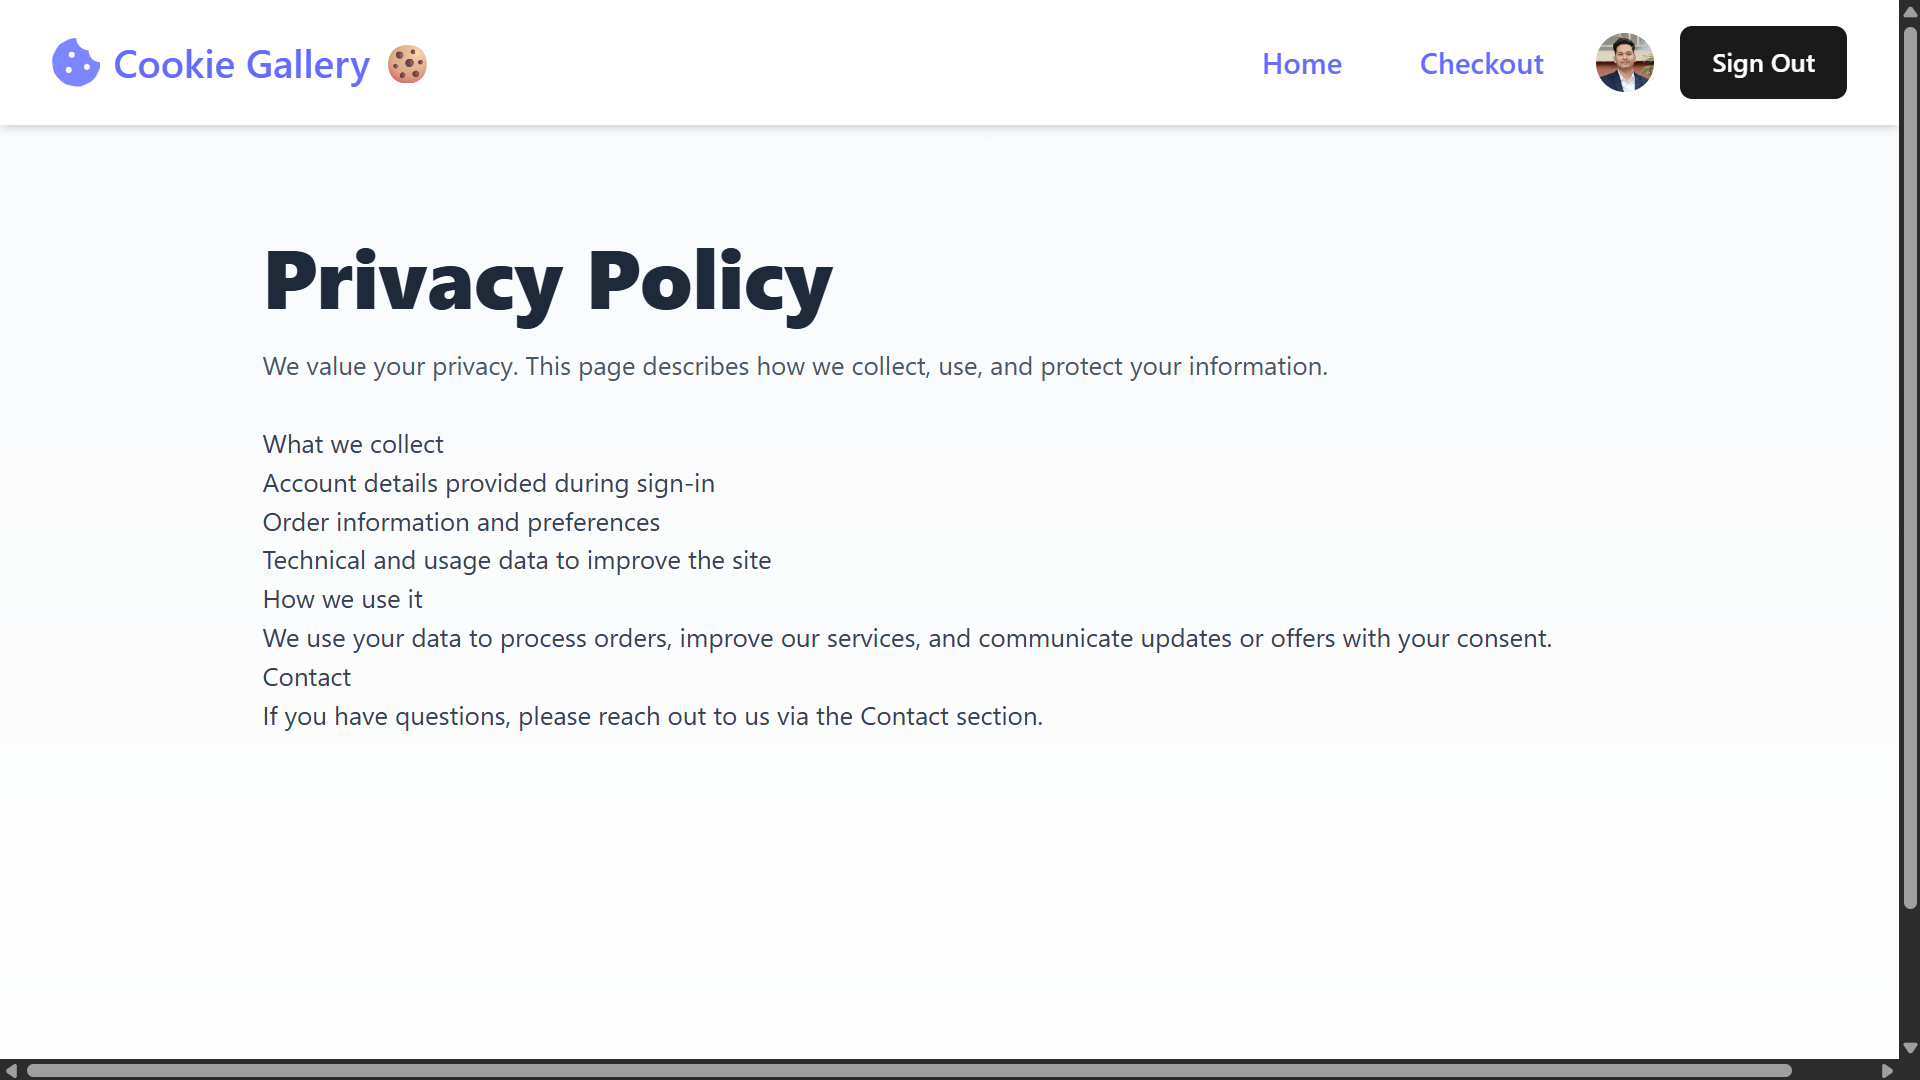 Cookie Gallery 🍪
Home
Checkout
Sign Out
Privacy Policy
We value your privacy. This page describes how we collect, use, and protect your information.
What we collect
Account details provided during sign-in
Order information and preferences
Technical and usage data to improve the site
How we use it
We use your data to process orders, improve our services, and communicate updates or offers with your consent.
Contact
If you have questions, please reach out to us via the Contact section.